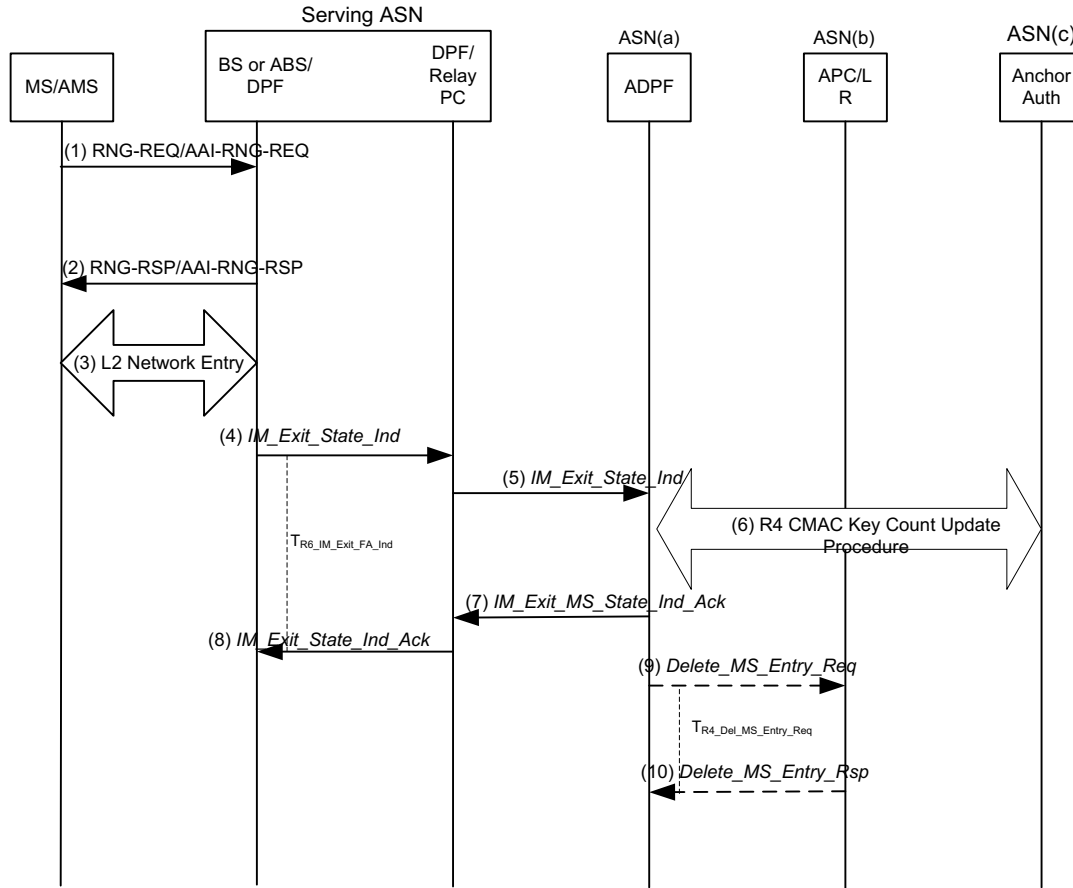 Serving ASN
MS/AMS
BS or ABS/
DPF
DPF/
Relay
PC
ASN(a)
ADPF
ASN(b)
APC/L
R
ASN(c)
Anchor
Auth
(1) RNG-REQ/AAI-RNG-REQ
(2) RNG-RSP/AAI-RNG-RSP
(3) L2 Network Entry
(4) IM_Exit_State_Ind
(5) IM_Exit_State_Ind
(6) R4 CMAC Key Count Update
Procedure
TR6_IM_Exit_FA_Ind
(7) IM_Exit_MS_State_Ind_Ack
(8) IM_Exit_State_Ind_Ack
(9) Delete_MS_Entry_Req
TR4_Del_MS_Entry_Req
(10) Delete_MS_Entry_Rsp